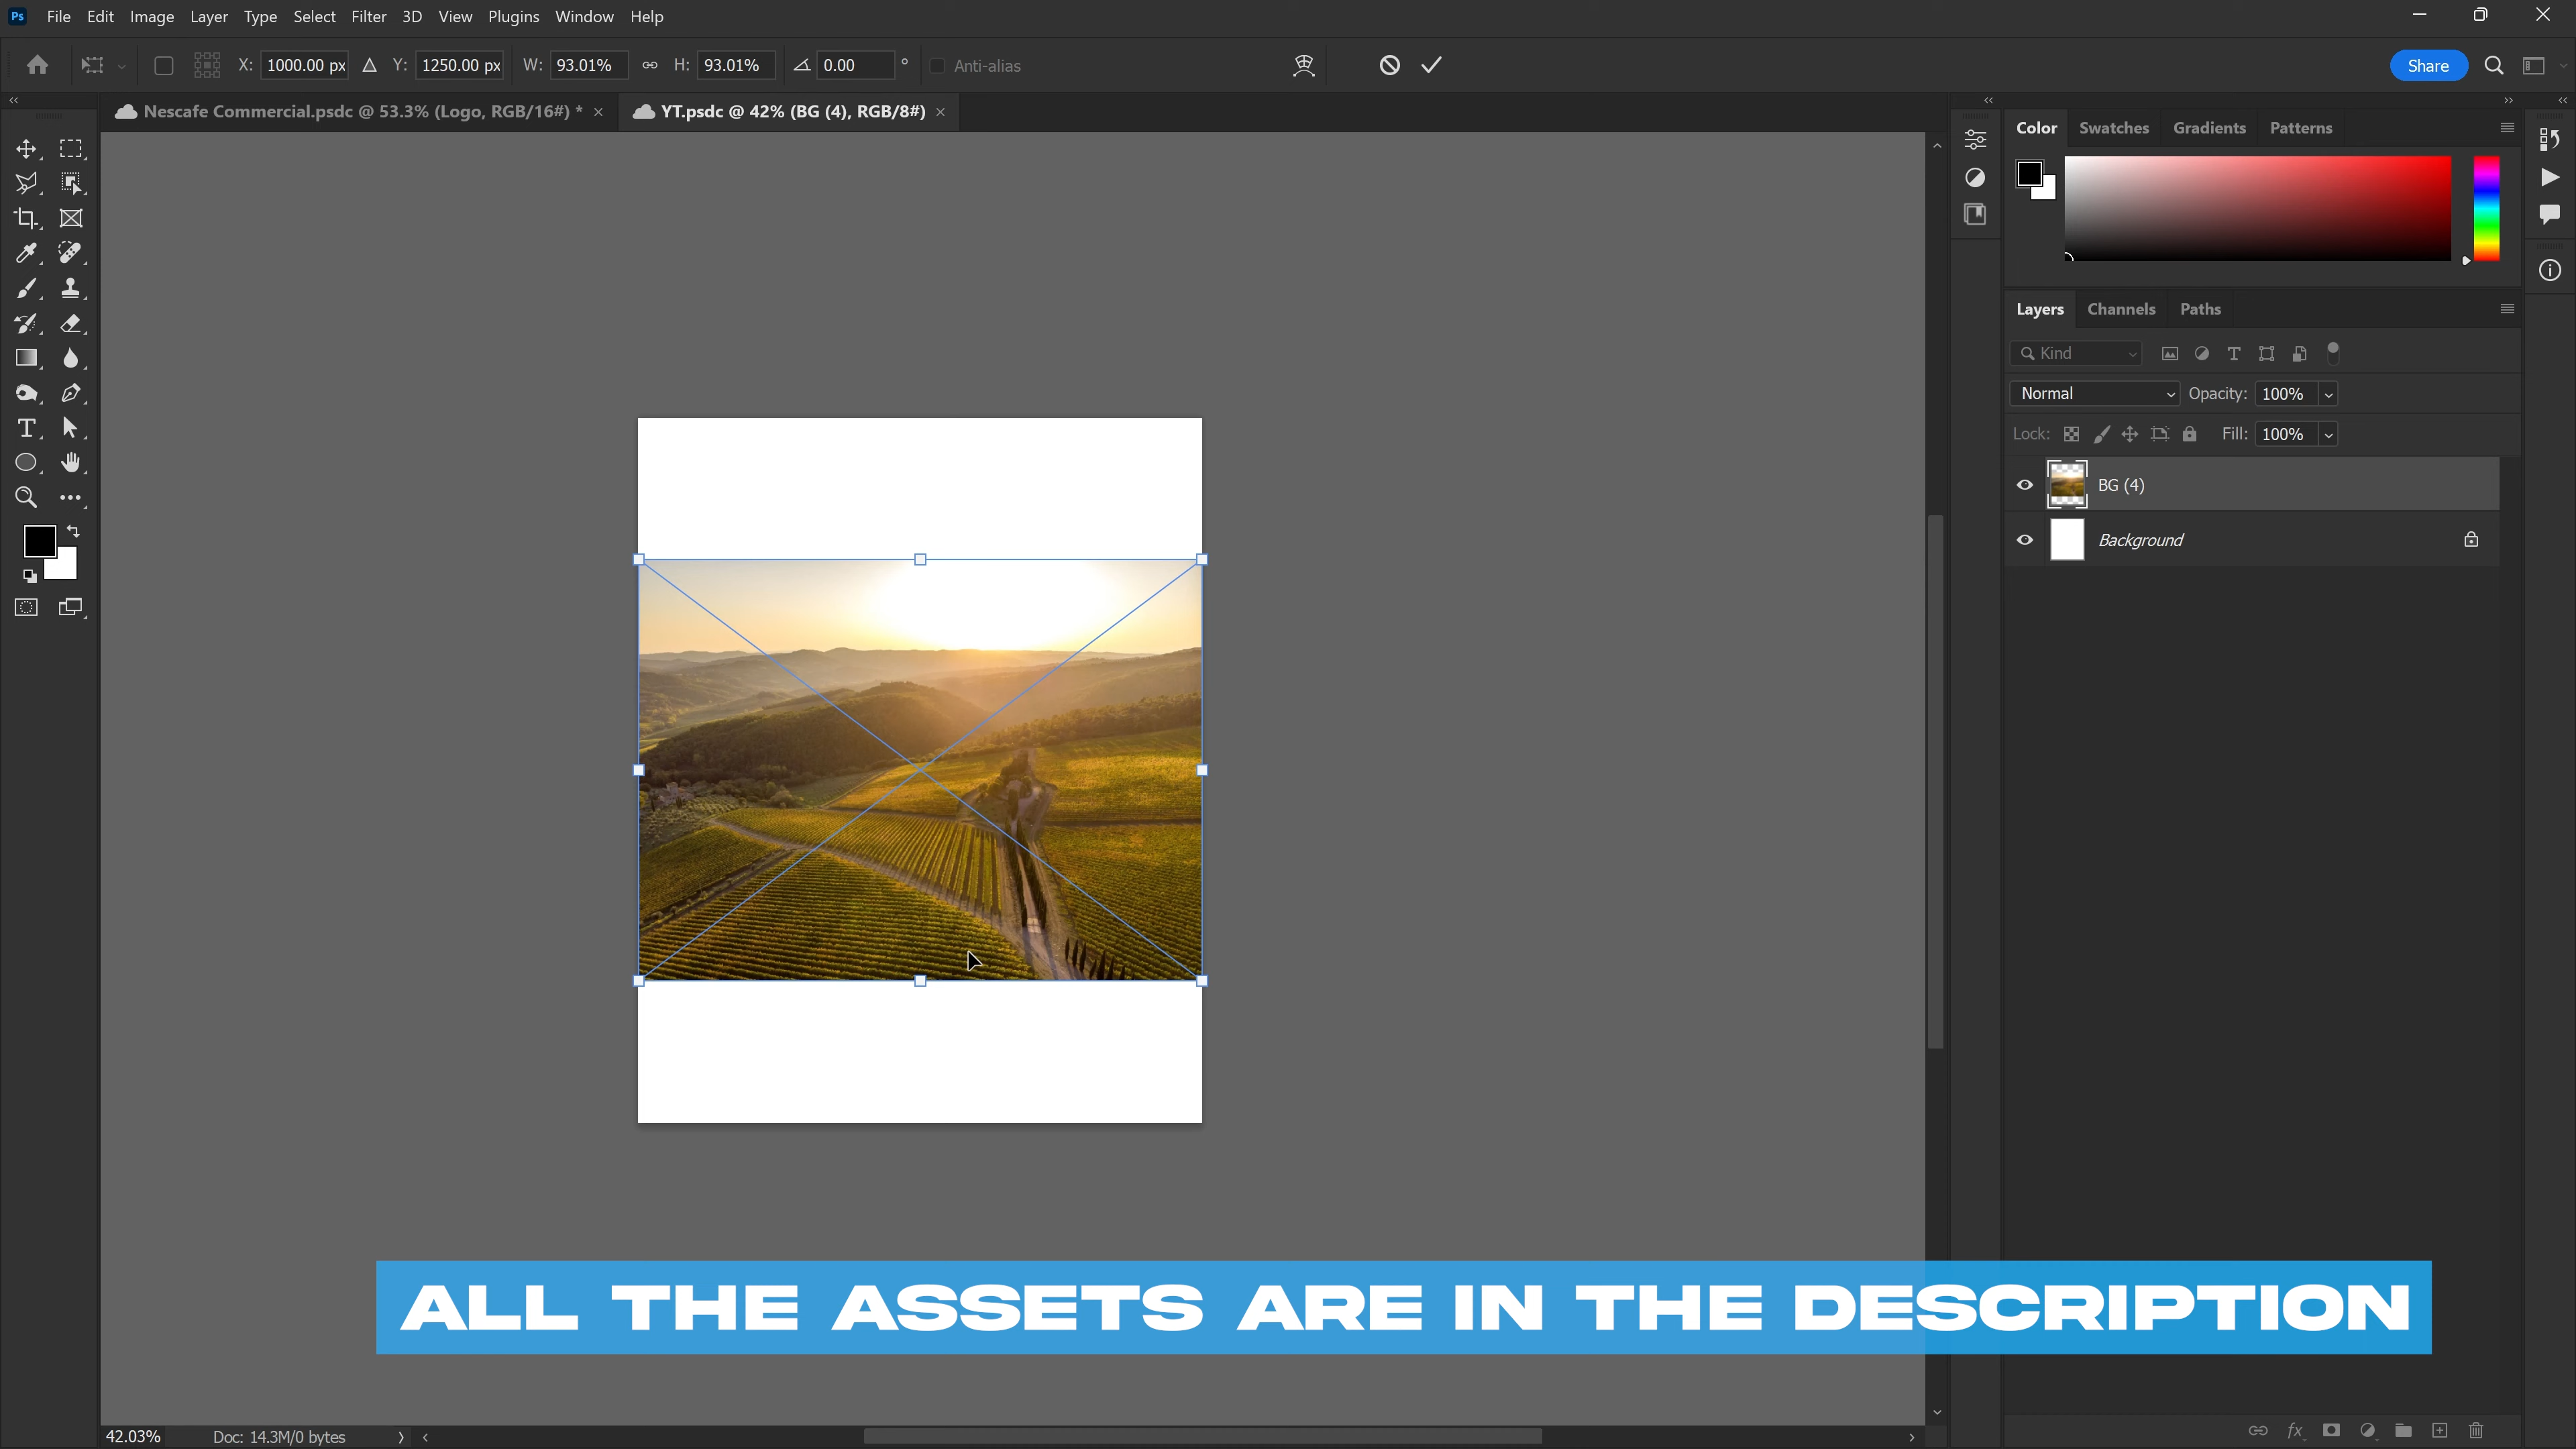 Ps File Edit Image Layer Type Select Filter 3D View Plugins Window Help
X: 1000.00 px Y: 1250.00 px W: 93.01% H: 93.01% 0.00 ° Anti-alias Share
Nescafe Commercial.psdc @ 53.3% (Logo, RGB/16#) * × YT.psdc @ 42% (BG (4), RGB/8#) ×
Color Swatches Gradients Patterns
Layers Channels Paths
Kind
Normal Opacity: 100%
Lock: Fill: 100%
BG (4)
Background
ALL THE ASSETS ARE IN THE DESCRIPTION
42.03% Doc: 14.3M/0 bytes
fx